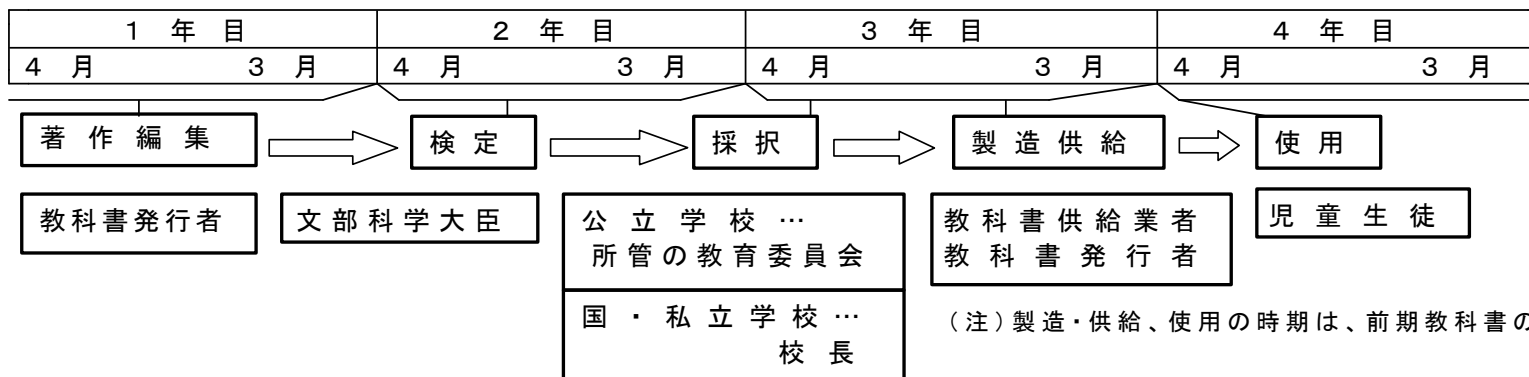 １年目 ２年目 ３年目 ４年目
４月 ３月 ４月 ３月 ４月 ３月 ４月 ３月
著作編集 検定 採択 製造供給 使用
教科書発行者
文部科学大臣
公立学校…
所管の教育委員会
国・私立学校…
校長
教科書供給業者
教科書発行者
児童生徒
（注）製造・供給、使用の時期は、前期教科書の